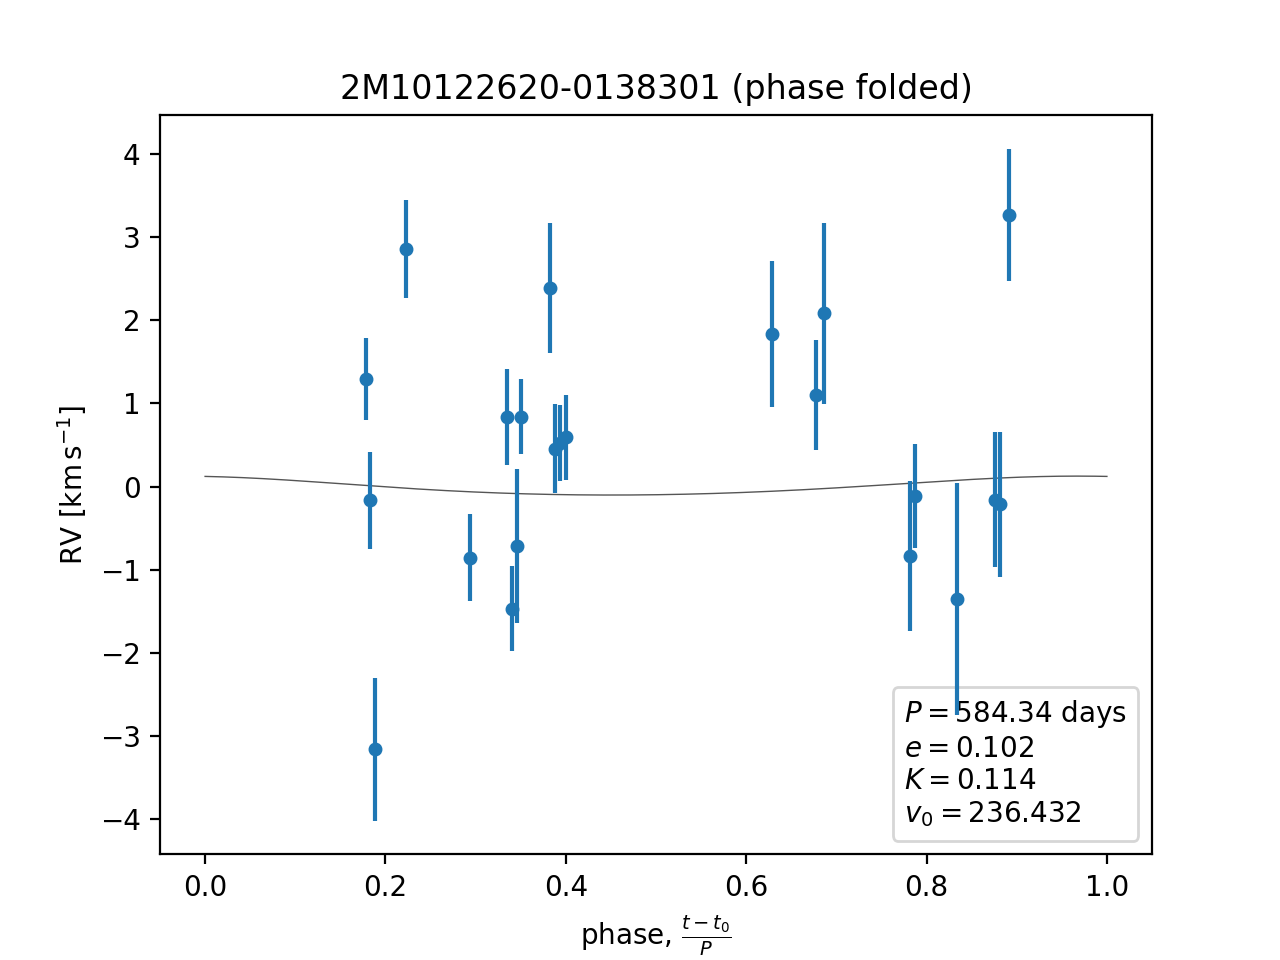 2M10122620-0138301 (phase folded)
RV [km s⁻¹]
4
3
2
1
0
−1
−2
−3
−4
P = 584.34 days
e = 0.102
K = 0.114
v₀ = 236.432
0.0 0.2 0.4 0.6 0.8 1.0
phase, (t − t₀)/P